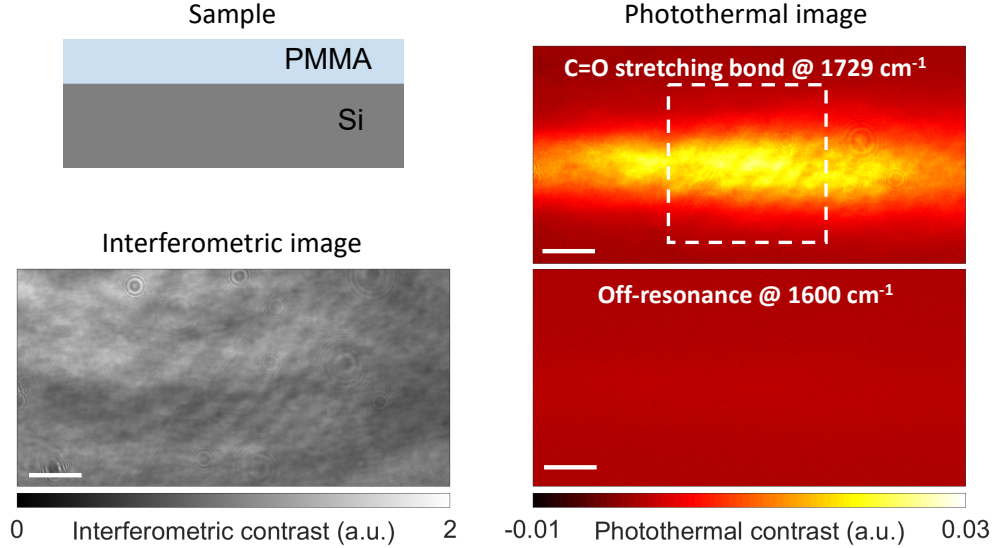 Sample
PMMA
Si
Interferometric image
0 Interferometric contrast (a.u.) 2
Photothermal image
C=O stretching bond @ 1729 cm⁻¹
Off-resonance @ 1600 cm⁻¹
-0.01 Photothermal contrast (a.u.) 0.03